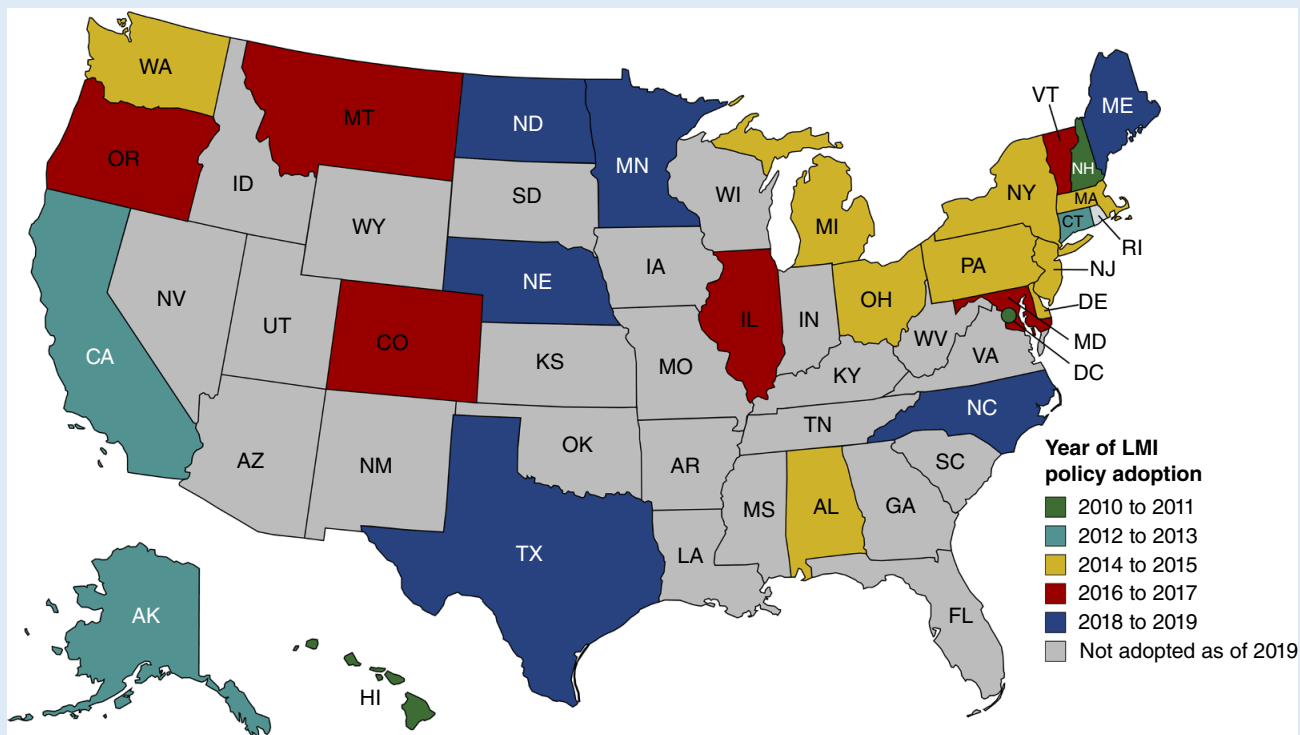 WA
OR
MT
ID
WY
ND
SD
MN
WI
NE
IA
NV
UT
CO
CA
AZ
NM
KS
OK
TX
MO
AR
LA
IL
IN
MI
OH
KY
TN
MS
AL
GA
FL
SC
NC
VA
WV
PA
NY
VT
NH
ME
MA
CT
RI
NJ
DE
MD
DC
AK
HI
Year of LMI
policy adoption
2010 to 2011
2012 to 2013
2014 to 2015
2016 to 2017
2018 to 2019
Not adopted as of 2019